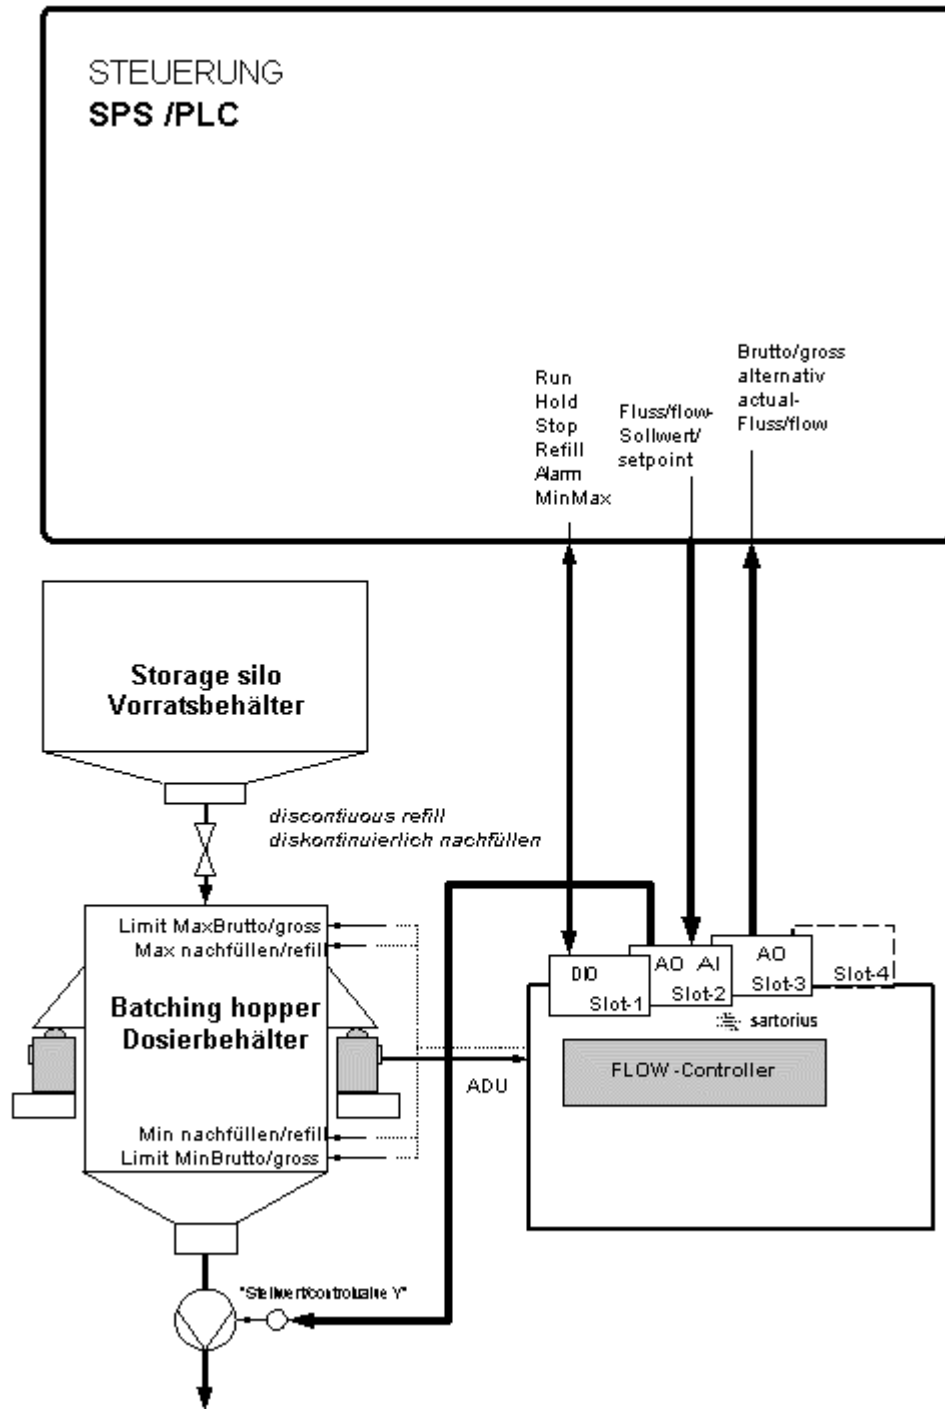 STEUERUNG
SPS /PLC
Brutto/gross
alternativ
actual-
Fluss/flow
Run
Hold
Stop
Refill
Alarm
MinMax
Fluss/flow-
Sollwert/
setpoint
Storage silo
Vorratsbehälter
discontiuous refill
diskontinuierlich nachfüllen
Limit MaxBrutto/gross
Max nachfüllen/refill
Batching hopper
Dosierbehälter
Min nachfüllen/refill
Limit MinBrutto/gross
ADU
DIO
Slot-1
AO AI
Slot-2
AO
Slot-3
Slot-4
sartorius
FLOW -Controller
"Stellwert/controlvalue Y"